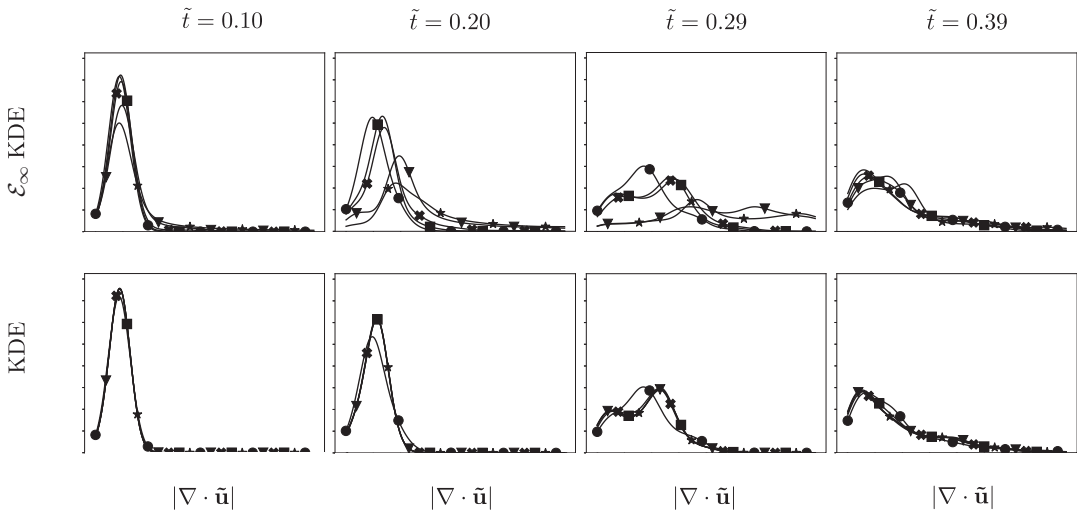 t̃ = 0.10
t̃ = 0.20
t̃ = 0.29
t̃ = 0.39
ℰ∞ KDE
KDE
|∇ · ũ|
|∇ · ũ|
|∇ · ũ|
|∇ · ũ|